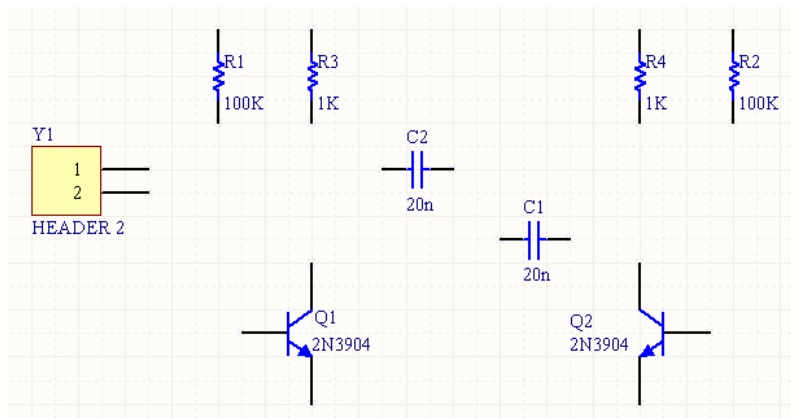 R1
100K
R3
1K
R4
1K
R2
100K
Y1
1
2
HEADER 2
C2
20n
C1
20n
Q1
2N3904
Q2
2N3904